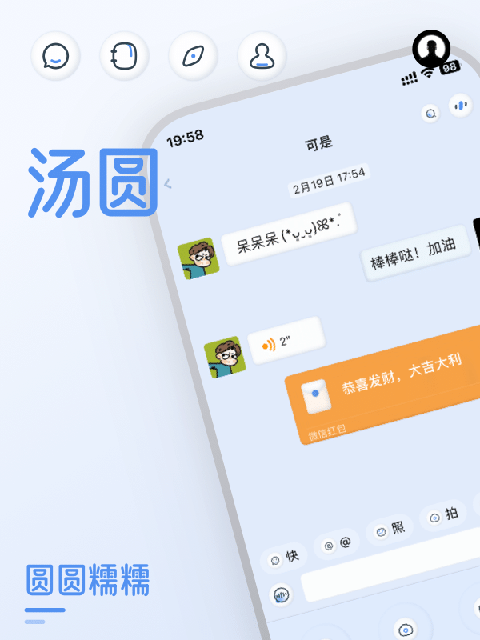 98
19:58
可是
汤圆
2月19日 17:54
呆呆呆(*ᴗ͈ˬᴗ͈)ꕤ*.ﾟ
棒棒哒！加油
2"
恭喜发财，大吉大利
微信红包
快
@
照
拍
圆圆糯糯